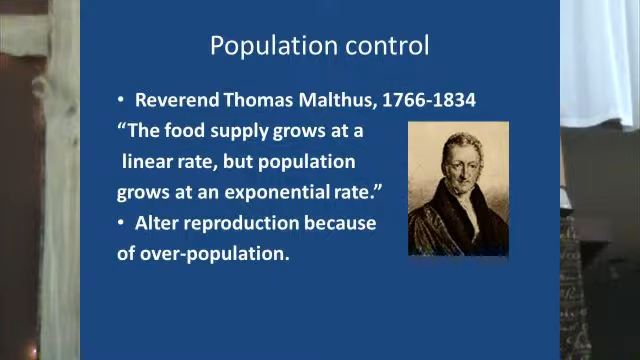 Population control
• Reverend Thomas Malthus, 1766-1834
“The food supply grows at a
linear rate, but population
grows at an exponential rate.”
• Alter reproduction because
of over-population.